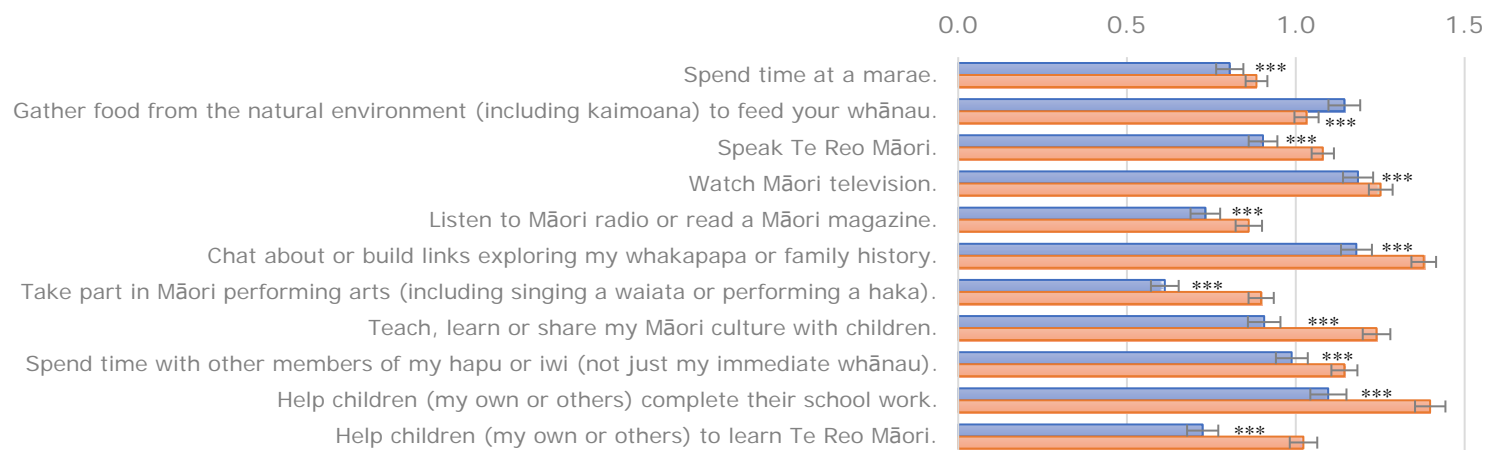 0.0 0.5 1.0 1.5
Spend time at a marae. ***
Gather food from the natural environment (including kaimoana) to feed your whānau. ***
Speak Te Reo Māori. ***
Watch Māori television. ***
Listen to Māori radio or read a Māori magazine. ***
Chat about or build links exploring my whakapapa or family history. ***
Take part in Māori performing arts (including singing a waiata or performing a haka). ***
Teach, learn or share my Māori culture with children. ***
Spend time with other members of my hapu or iwi (not just my immediate whānau). ***
Help children (my own or others) complete their school work. ***
Help children (my own or others) to learn Te Reo Māori. ***